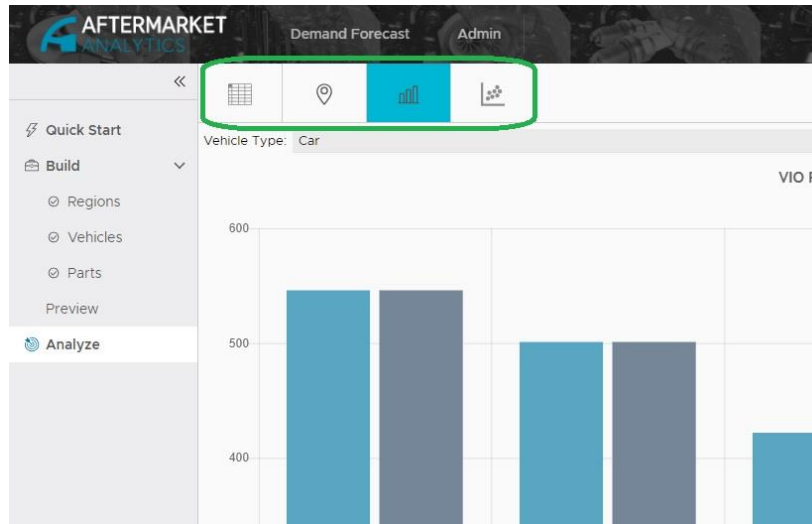 AFTERMARKET
ANALYTICS
Demand Forecast Admin
Quick Start
Build
Regions
Vehicles
Parts
Preview
Analyze
Vehicle Type: Car
VIO
600
500
400